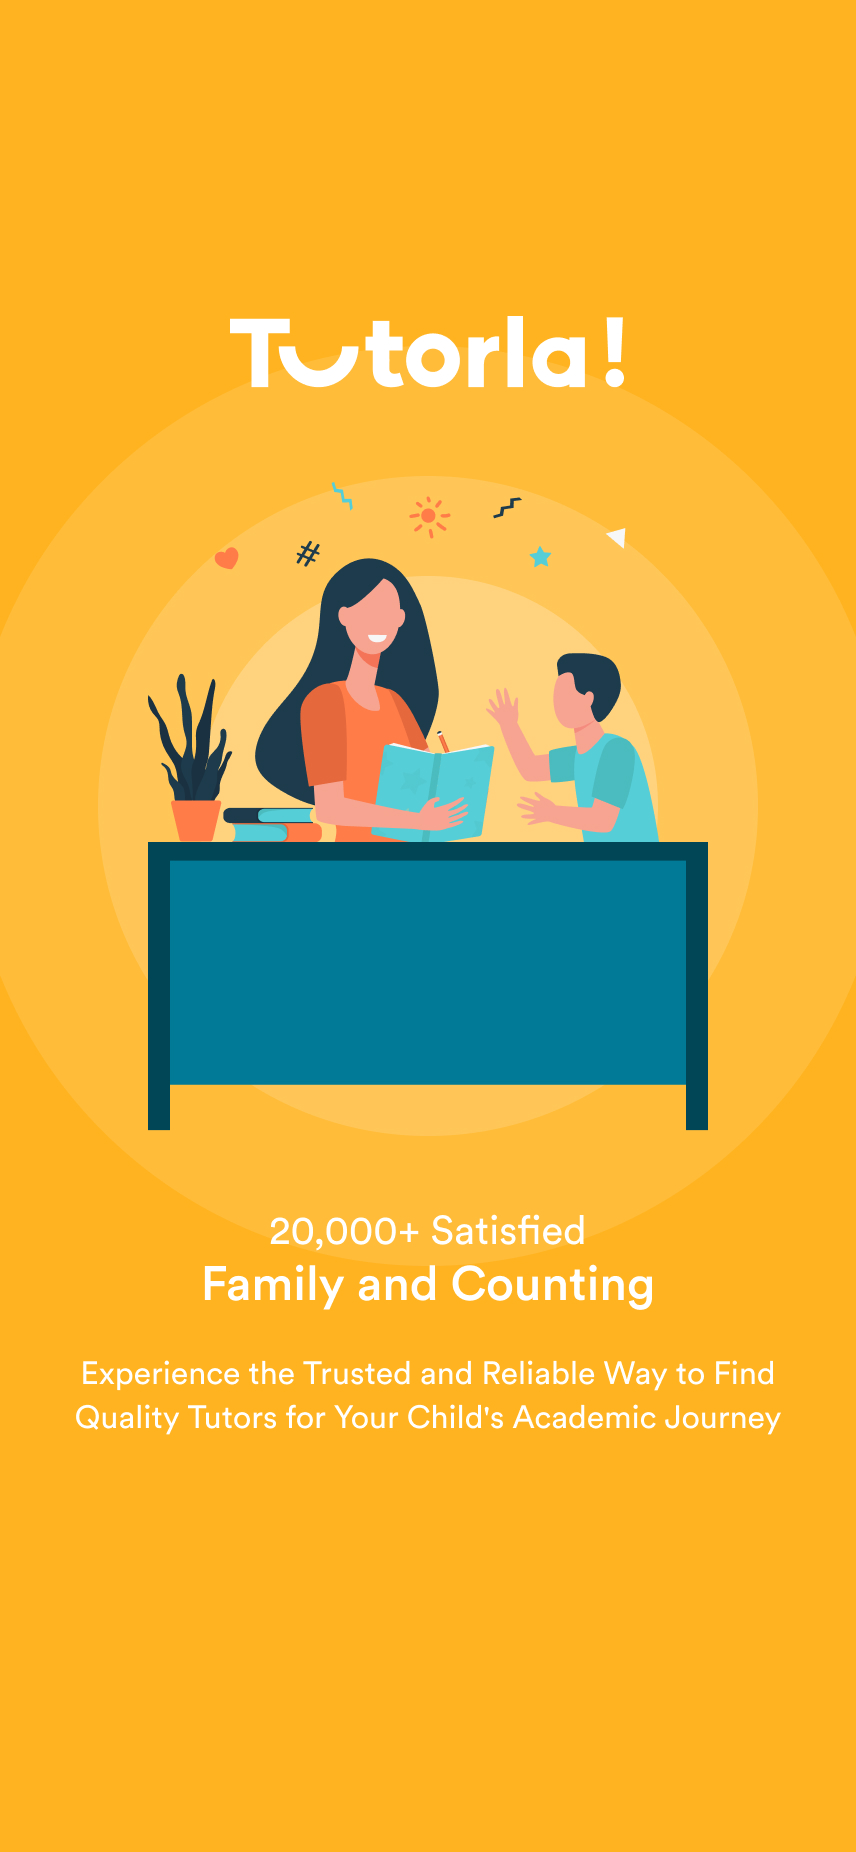 Tutorla!
20,000+ Satisfied
Family and Counting
Experience the Trusted and Reliable Way to Find
Quality Tutors for Your Child's Academic Journey